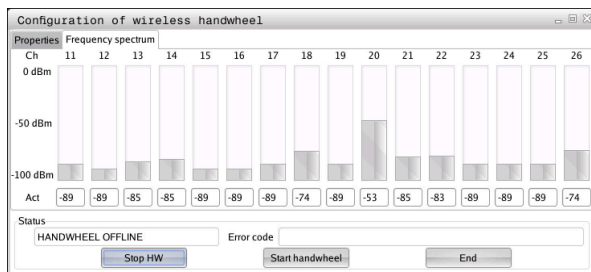 Configuration of wireless handwheel
Properties Frequency spectrum
Ch 11 12 13 14 15 16 17 18 19 20 21 22 23 24 25 26
0 dBm
-50 dBm
-100 dBm
Act -89 -89 -85 -85 -89 -89 -89 -74 -89 -53 -85 -83 -89 -89 -89 -74
Status
HANDWHEEL OFFLINE Error code
Stop HW Start handwheel End